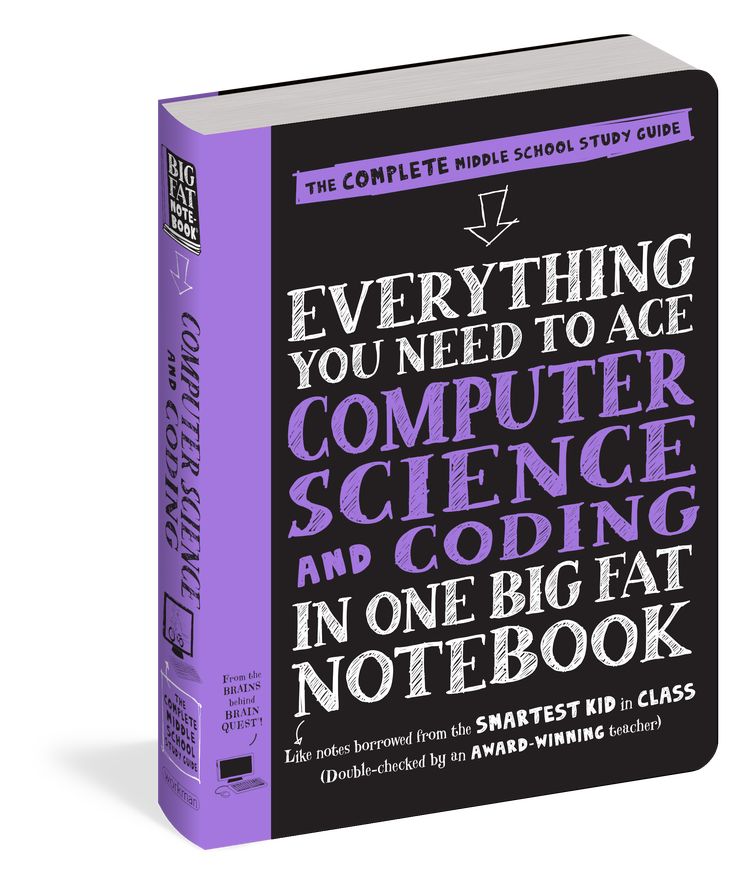 THE COMPLETE MIDDLE SCHOOL STUDY GUIDE
EVERYTHING
YOU NEED TO ACE
COMPUTER
SCIENCE
AND CODING
IN ONE BIG FAT
NOTEBOOK
Like notes borrowed from the SMARTEST KID in CLASS
(Double-checked by an AWARD-WINNING teacher)
BIG
FAT
NOTE-
BOOK
COMPUTER SCIENCE
AND CODING
THE
COMPLETE
MIDDLE
SCHOOL
STUDY GUIDE
workman
From the
BRAINS
behind
BRAIN
QUEST!